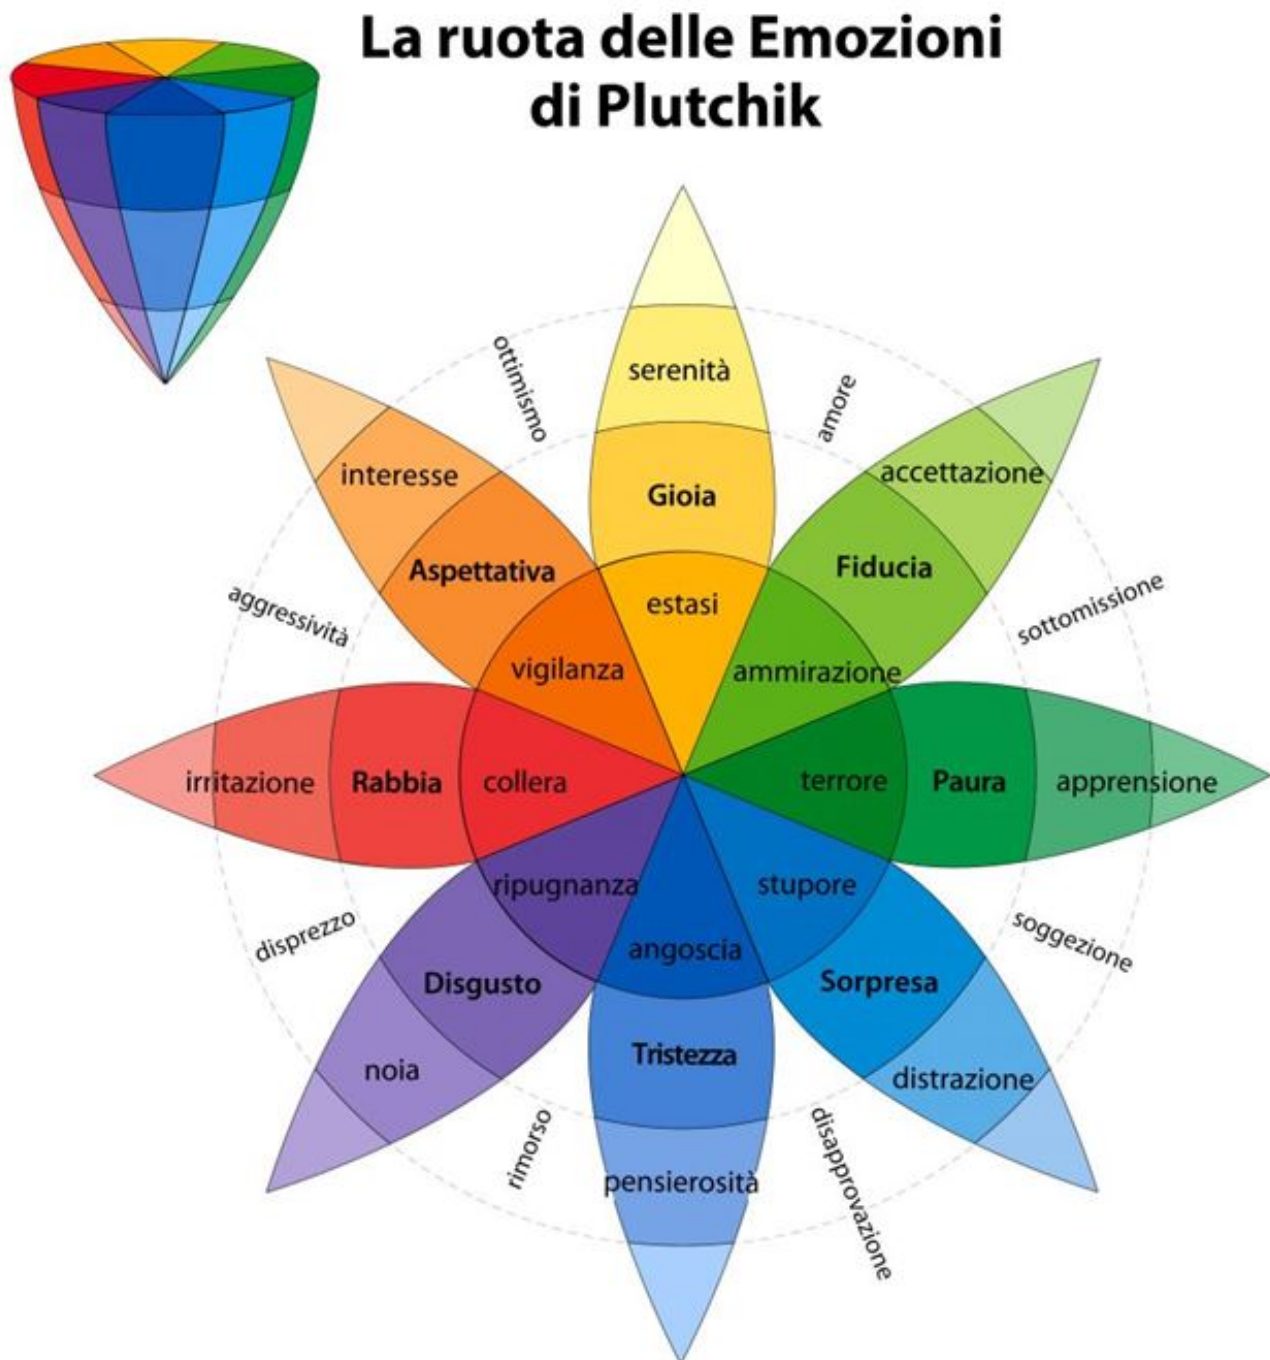 La ruota delle Emozioni
di Plutchik
serenità
ottimismo
amore
interesse
accettazione
Gioia
Aspettativa
Fiducia
estasi
aggressività
sottomissione
vigilanza
ammirazione
irritazione
Rabbia
collera
terrore
Paura
apprensione
ripugnanza
stupore
disprezzo
soggezione
angoscia
Disgusto
Sorpresa
Tristezza
noia
distrazione
rimorso
disapprovazione
pensierosità